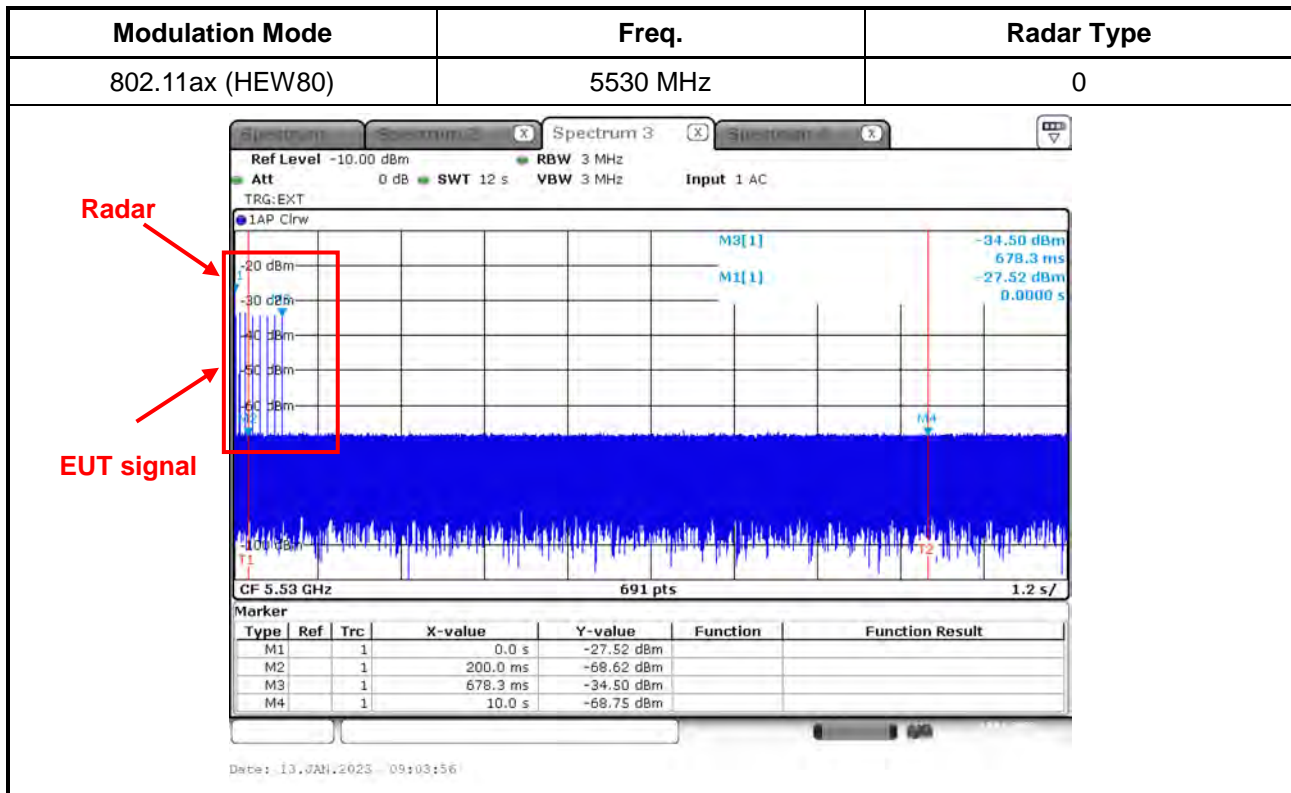 Modulation Mode Freq. Radar Type
802.11ax (HEW80) 5530 MHz 0
Spectrum 3
Ref Level -10.00 dBm RBW 3 MHz
Att 0 dB SWT 12 s VBW 3 MHz Input 1 AC
TRG:EXT
Radar
1AP Clrw
M3[1] -34.50 dBm
678.3 ms
-20 dBm
M1[1] -27.52 dBm
0.0000 s
-30 dBm
-40 dBm
-50 dBm
-60 dBm
M4
EUT signal
T1 T2
CF 5.53 GHz 691 pts 1.2 s/
Marker
Type Ref Trc X-value Y-value Function Function Result
M1 1 0.0 s -27.52 dBm
M2 1 200.0 ms -68.62 dBm
M3 1 678.3 ms -34.50 dBm
M4 1 10.0 s -68.75 dBm
Date: 13.JAN.2023 09:03:56